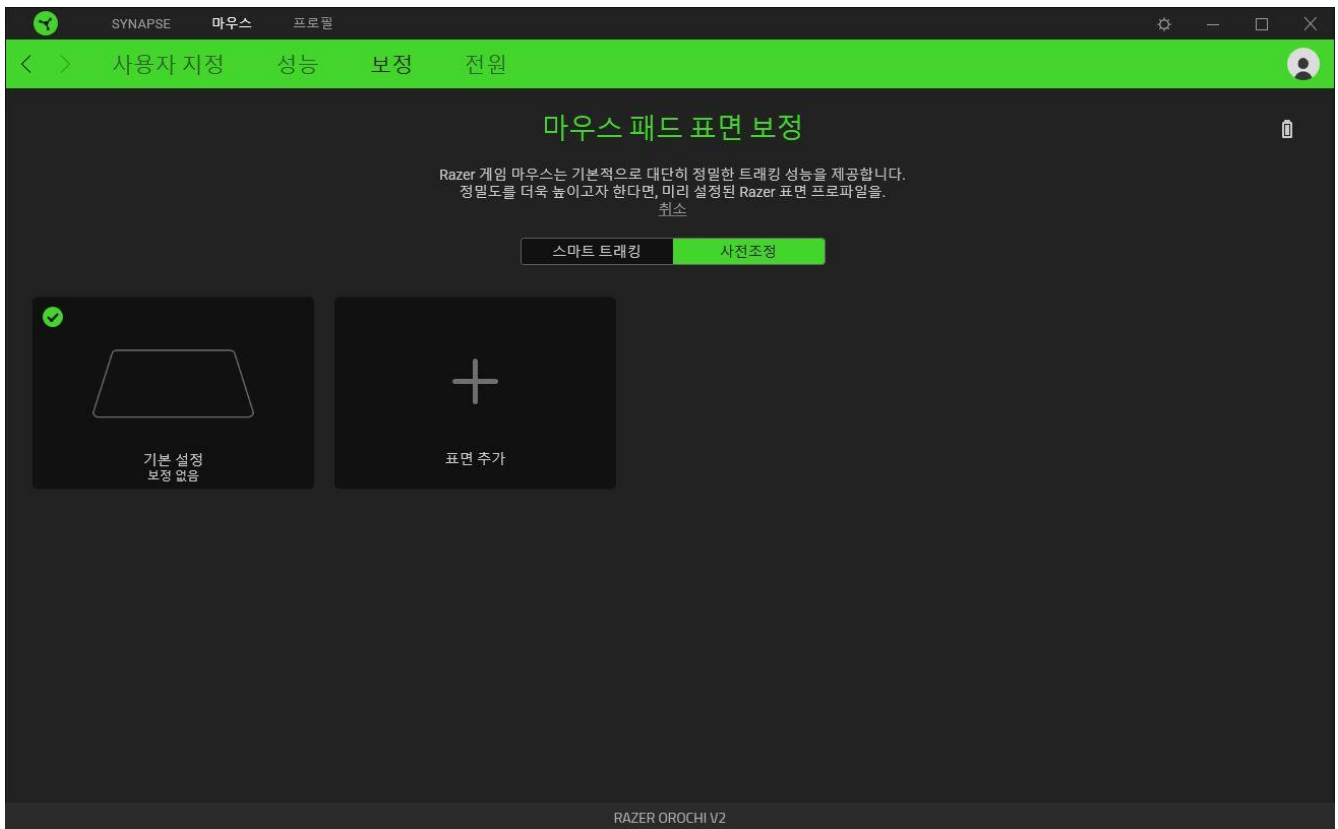 SYNAPSE 마우스 프로필
사용자 지정 성능 보정 전원
마우스 패드 표면 보정
Razer 게임 마우스는 기본적으로 대단히 정밀한 트래킹 성능을 제공합니다.
정밀도를 더욱 높이고자 한다면, 미리 설정된 Razer 표면 프로파일을.
취소
스마트 트래킹 사전조정
기본 설정
보정 없음
표면 추가
RAZER OROCHI V2